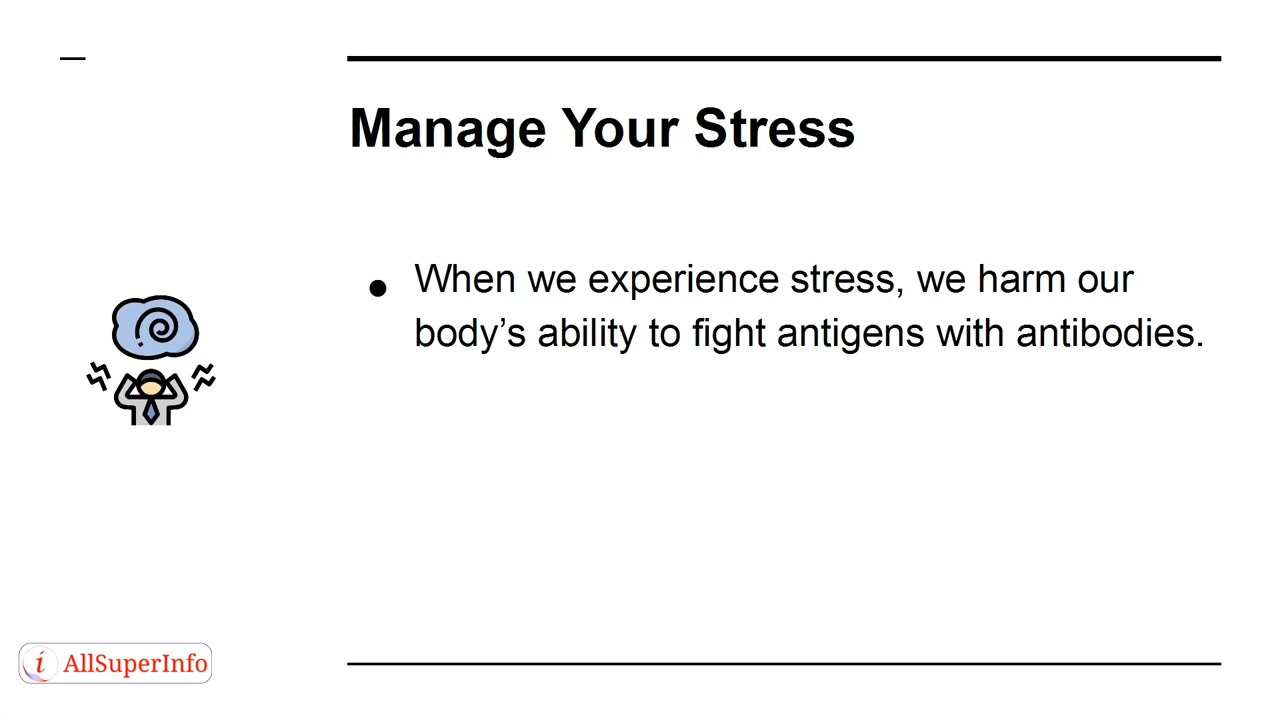 Manage Your Stress
● When we experience stress, we harm our
body’s ability to fight antigens with antibodies.
i AllSuperInfo